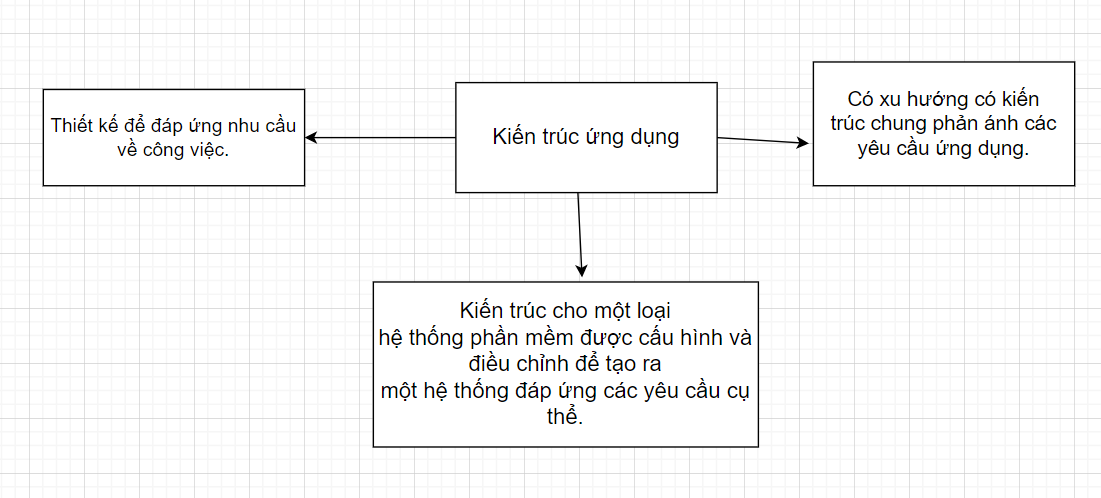 Thiết kế để đáp ứng nhu cầu
về công việc.
Kiến trúc ứng dụng
Có xu hướng có kiến
trúc chung phản ánh các
yêu cầu ứng dụng.
Kiến trúc cho một loại
hệ thống phần mềm được cấu hình và
điều chỉnh để tạo ra
một hệ thống đáp ứng các yêu cầu cụ
thể.